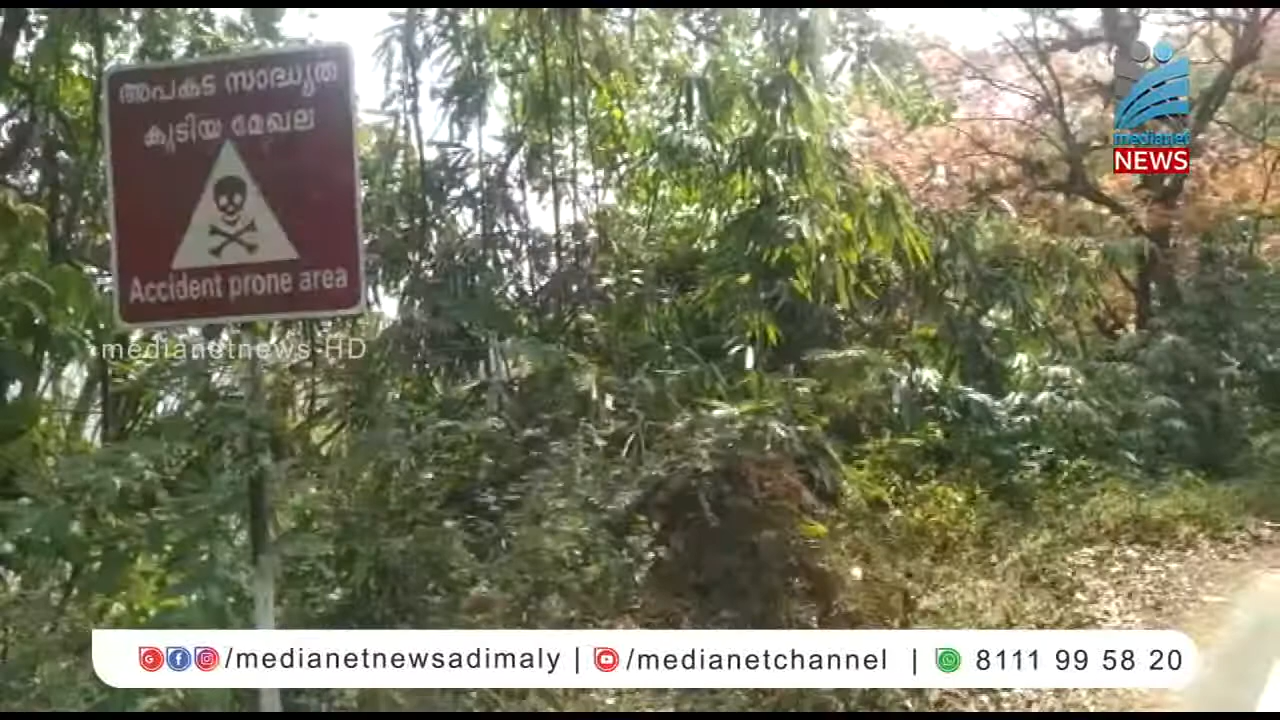 അപകട സാദ്ധ്യത
കൂടിയ മേഖല
Accident prone area
medianet
NEWS
medianetnews HD
/medianetnewsadimaly | /medianetchannel | 8111 99 58 20